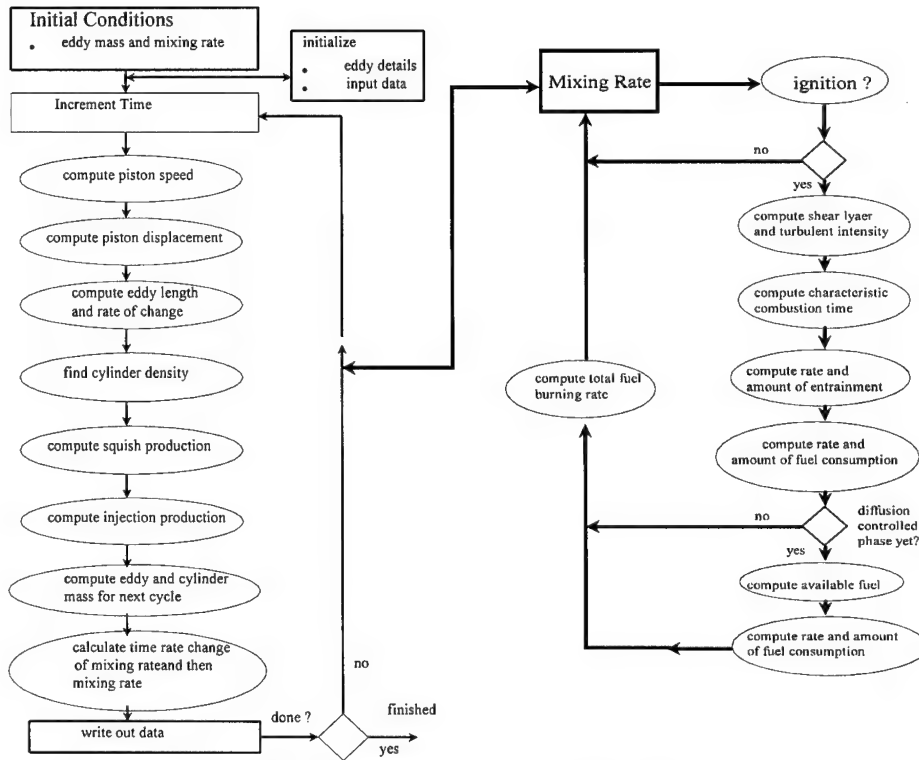 Initial Conditions
• eddy mass and mixing rate
initialize
• eddy details
• input data
Increment Time
compute piston speed
compute piston displacement
compute eddy length
and rate of change
find cylinder density
compute squish production
compute injection production
compute eddy and cylinder
mass for next cycle
calculate time rate change
of mixing rateand then
mixing rate
write out data
done ?
no
finished
yes
Mixing Rate
ignition ?
no
yes
compute shear lyaer
and turbulent intensity
compute characteristic
combustion time
compute rate and
amount of entrainment
compute total fuel
burning rate
compute rate and
amount of fuel consumption
no
diffusion
controlled
phase yet?
yes
compute available fuel
compute rate and amount
of fuel consumption